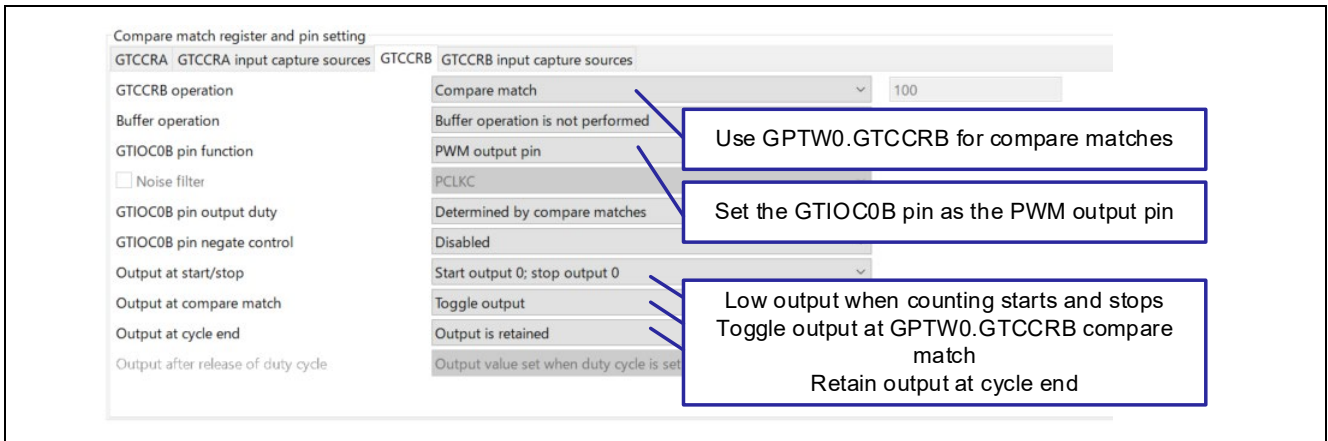 Compare match register and pin setting
GTCCRA GTCCRA input capture sources GTCCRB GTCCRB input capture sources
GTCCRB operation Compare match 100
Buffer operation Buffer operation is not performed
Use GPTW0.GTCCRB for compare matches
GTIOC0B pin function PWM output pin
Noise filter PCLKC
Set the GTIOC0B pin as the PWM output pin
GTIOC0B pin output duty Determined by compare matches
GTIOC0B pin negate control Disabled
Output at start/stop Start output 0; stop output 0
Output at compare match Toggle output
Output at cycle end Output is retained
Output after release of duty cycle Output value set when duty cycle is set
Low output when counting starts and stops
Toggle output at GPTW0.GTCCRB compare
match
Retain output at cycle end